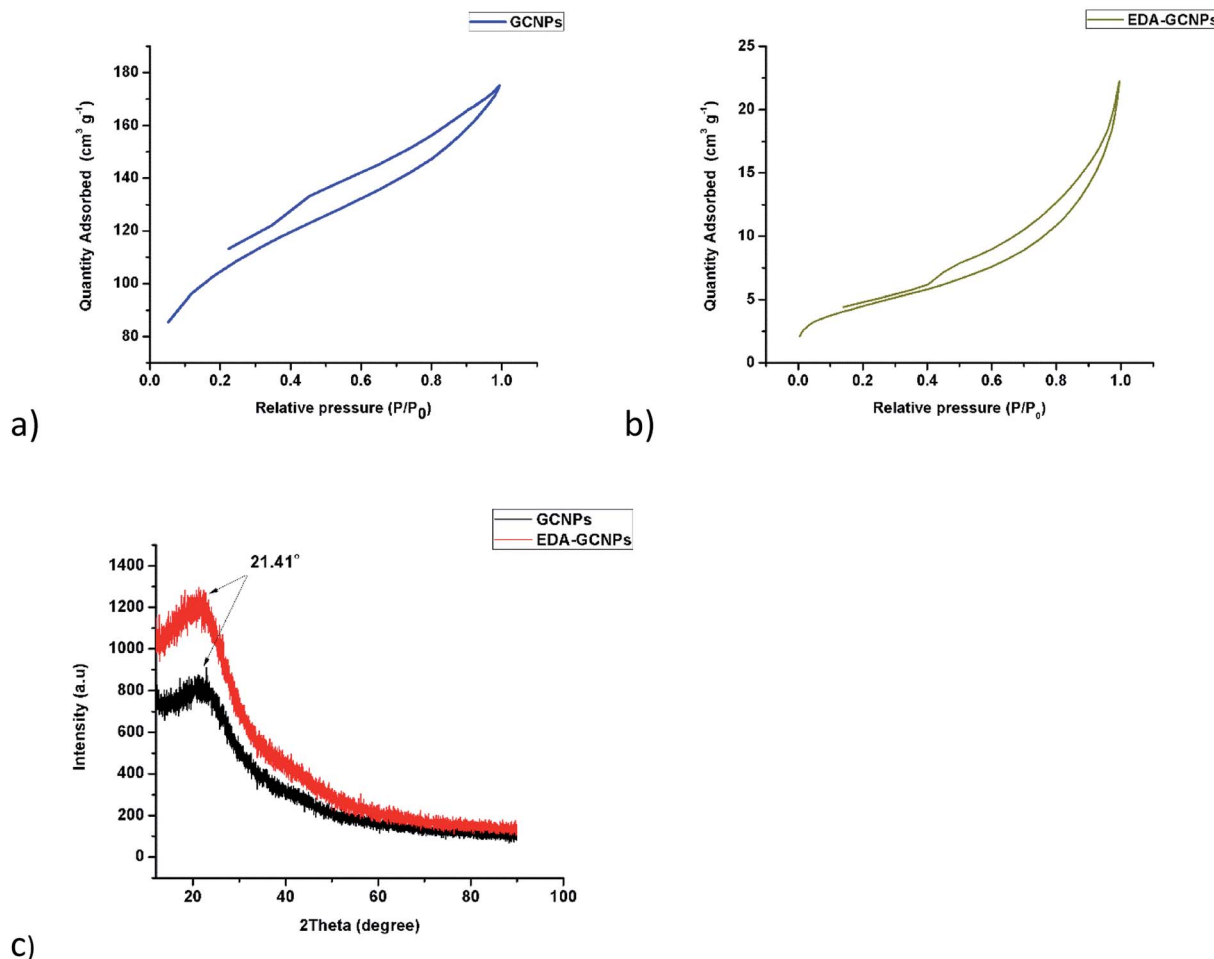 GCNPs
180
160
140
120
100
80
Quantity Adsorbed (cm³ g⁻¹)
0.0 0.2 0.4 0.6 0.8 1.0
Relative pressure (P/P₀)
a)
EDA-GCNPs
25
20
15
10
5
0
Quantity Adsorbed (cm³ g⁻¹)
0.0 0.2 0.4 0.6 0.8 1.0
Relative pressure (P/P₀)
b)
GCNPs
EDA-GCNPs
21.41°
1400
1200
1000
800
600
400
200
0
Intensity (a.u)
20 40 60 80 100
2Theta (degree)
c)